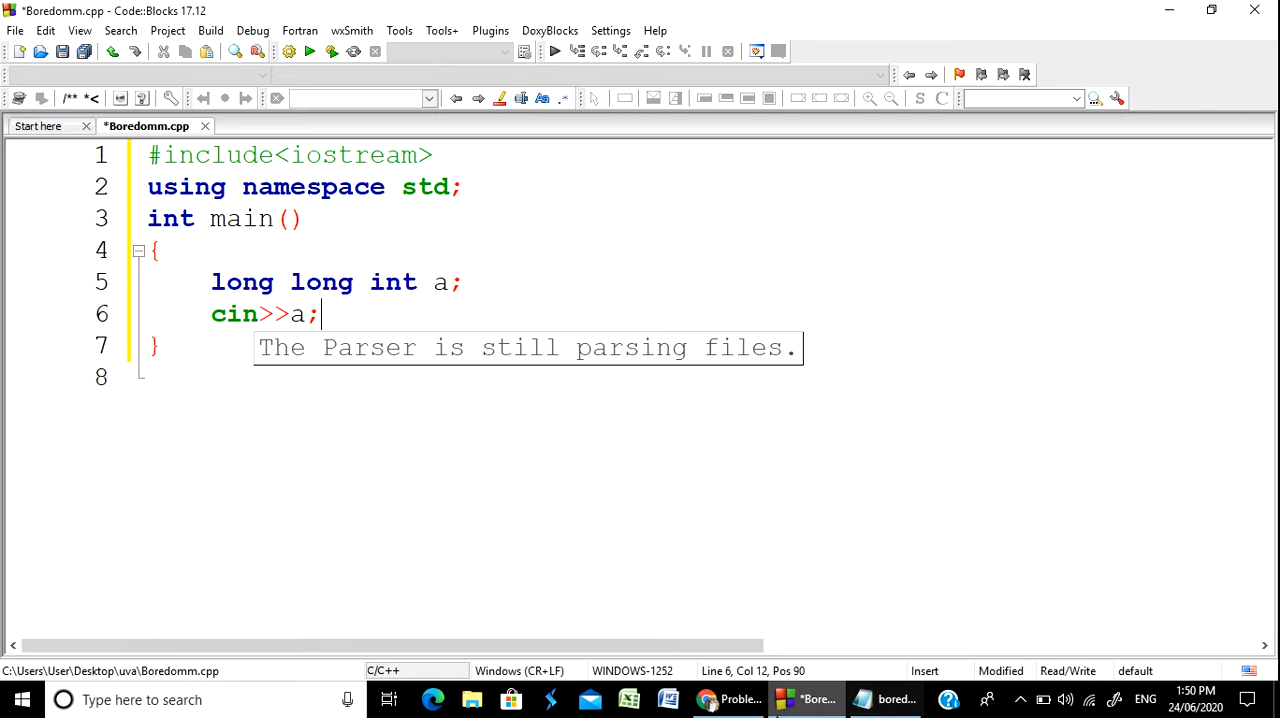 *Boredomm.cpp - Code::Blocks 17.12
File Edit View Search Project Build Debug Fortran wxSmith Tools Tools+ Plugins DoxyBlocks Settings Help
/** *<
S C
Start here *Boredomm.cpp
1 #include<iostream>
2 using namespace std;
3 int main()
4 {
5 long long int a;
6 cin>>a;
7 }
The Parser is still parsing files.
8
C:\Users\User\Desktop\uva\Boredomm.cpp C/C++ Windows (CR+LF) WINDOWS-1252 Line 6, Col 12, Pos 90 Insert Modified Read/Write default
Type here to search Proble... *Bore... bored... ENG 1:50 PM
24/06/2020